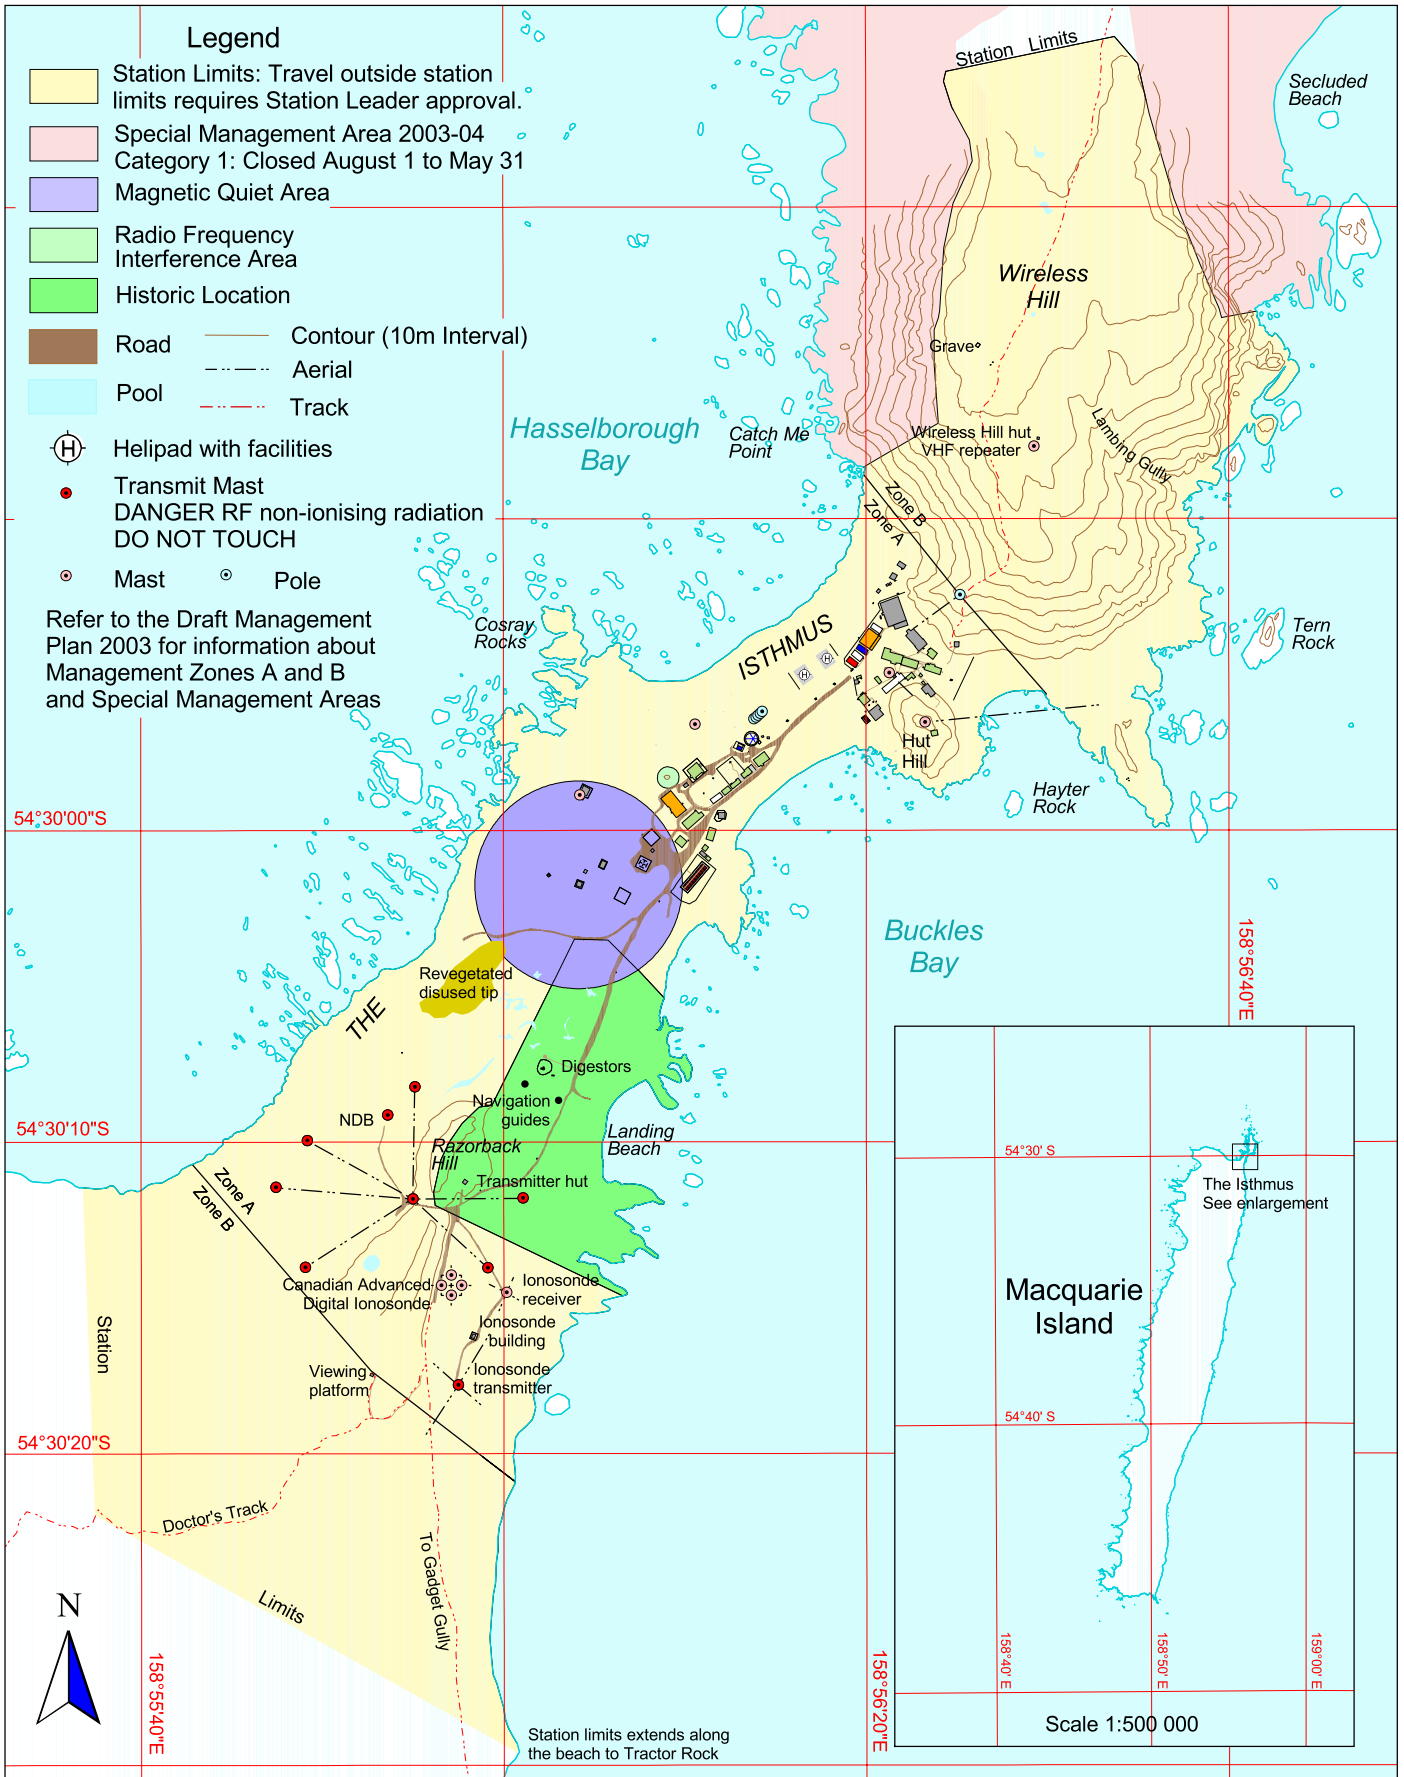 Legend
Station Limits: Travel outside station
limits requires Station Leader approval.
Special Management Area 2003-04
Category 1: Closed August 1 to May 31
Magnetic Quiet Area
Radio Frequency
Interference Area
Historic Location
Road
Contour (10m Interval)
Aerial
Pool
Track
H
Helipad with facilities
Transmit Mast
DANGER RF non-ionising radiation
DO NOT TOUCH
Mast
Pole
Refer to the Draft Management
Plan 2003 for information about
Management Zones A and B
and Special Management Areas
Station Limits
Secluded
Beach
Wireless
Hill
Grave
Hasselborough
Bay
Catch Me
Point
Wireless Hill hut
VHF repeater
Lambing Gully
Zone B
Zone A
Cosray
Rocks
ISTHMUS
H
H
Tern
Rock
Hut
Hill
Hayter
Rock
54°30'00"S
Buckles
Bay
158°56'40"E
Revegetated
disused tip
THE
Digestors
Navigation
guides
NDB
54°30'10"S
Landing
Beach
Razorback
Hill
Transmitter hut
Zone A
Zone B
Canadian Advanced
Digital Ionosonde
Ionosonde
receiver
Ionosonde
building
Ionosonde
transmitter
Viewing
platform
Station
54°30'20"S
Doctor's Track
To Gadget Gully
Limits
N
158°55'40"E
158°56'20"E
Station limits extends along
the beach to Tractor Rock
54°30' S
The Isthmus
See enlargement
Macquarie
Island
54°40' S
158°40' E
158°50' E
159°00' E
Scale 1:500 000